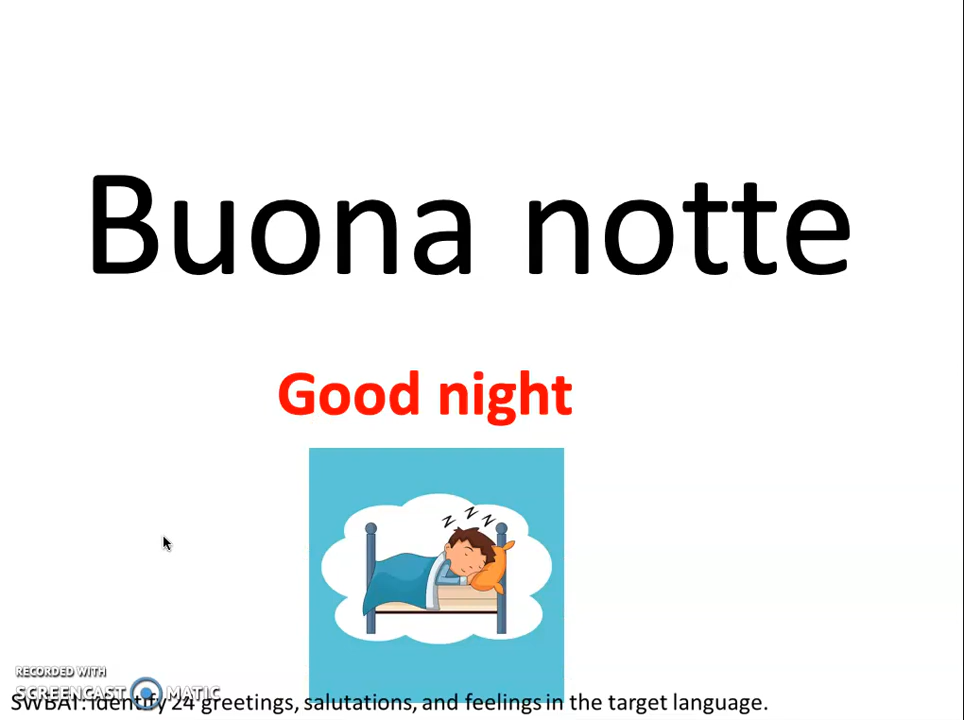 Buona notte
Good night
z z z
RECORDED WITH
SCREENCAST MATIC
SWBAT: identify 24 greetings, salutations, and feelings in the target language.